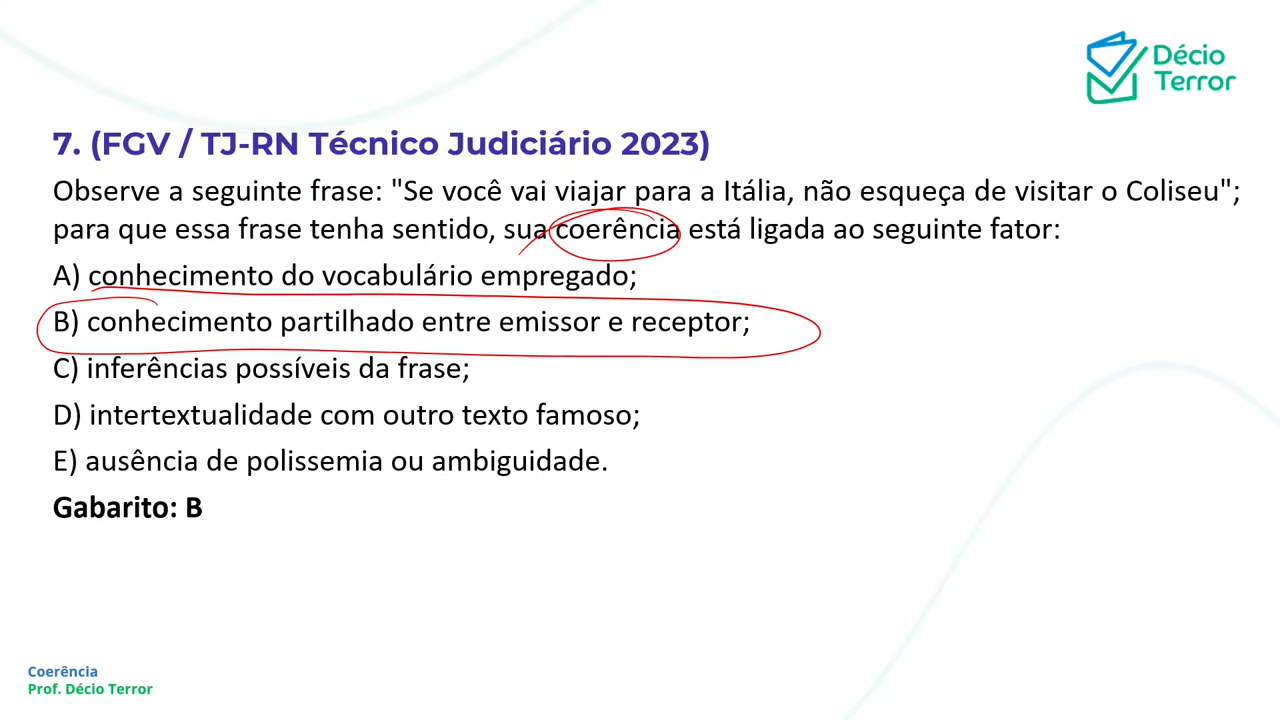 Décio
Terror
7. (FGV / TJ-RN Técnico Judiciário 2023)
Observe a seguinte frase: "Se você vai viajar para a Itália, não esqueça de visitar o Coliseu";
para que essa frase tenha sentido, sua coerência está ligada ao seguinte fator:
A) conhecimento do vocabulário empregado;
B) conhecimento partilhado entre emissor e receptor;
C) inferências possíveis da frase;
D) intertextualidade com outro texto famoso;
E) ausência de polissemia ou ambiguidade.
Gabarito: B
Coerência
Prof. Décio Terror